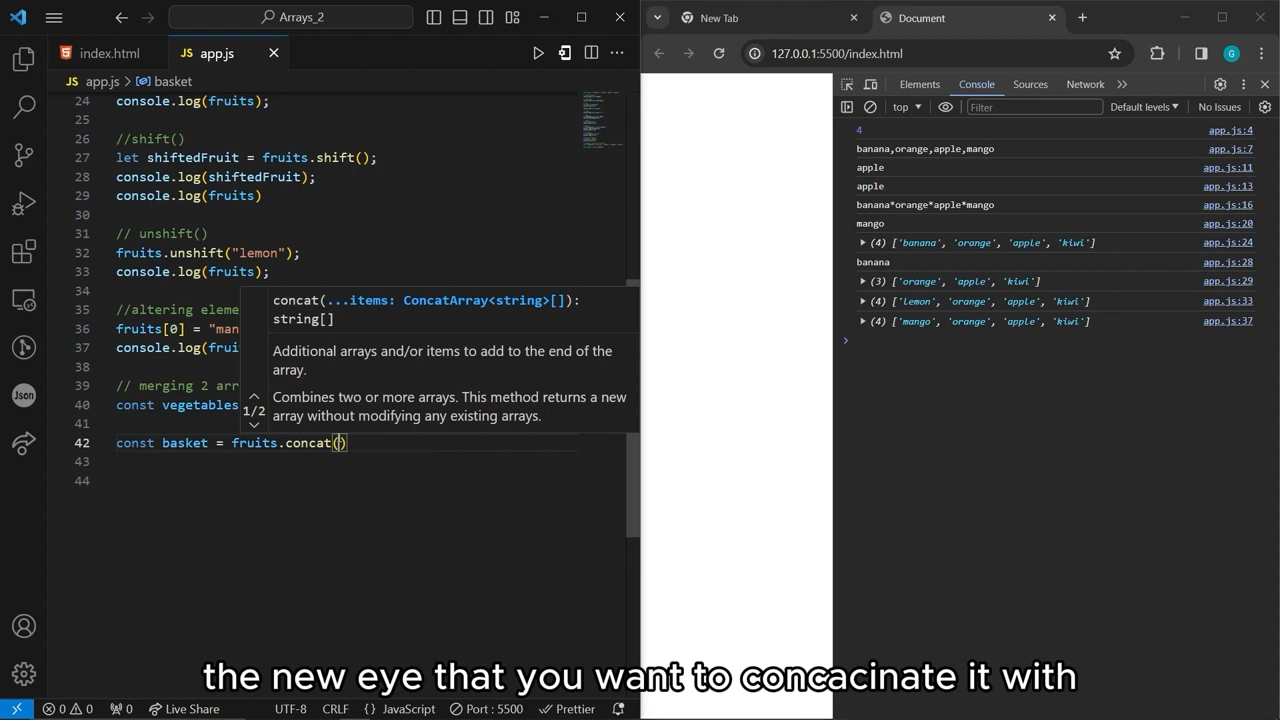 Arrays_2
index.html
app.js
app.js > basket
24 console.log(fruits);
25
26 //shift()
27 let shiftedFruit = fruits.shift();
28 console.log(shiftedFruit);
29 console.log(fruits)
30
31 // unshift()
32 fruits.unshift("lemon");
33 console.log(fruits);
34
35 //altering eleme
36 fruits[0] = "man
37 console.log(frui
38
39 // merging 2 arr
40 const vegetables
41
42 const basket = fruits.concat()
43
44
concat(...items: ConcatArray<string>[]):
string[]
Additional arrays and/or items to add to the end of the
array.
1/2
Combines two or more arrays. This method returns a new
array without modifying any existing arrays.
Json
0 0 0 Live Share UTF-8 CRLF {} JavaScript Port : 5500 Prettier
New Tab
Document
127.0.0.1:5500/index.html
G
Elements Console Sources Network
top Filter Default levels No Issues
4 app.js:4
banana,orange,apple,mango app.js:7
apple app.js:11
apple app.js:13
banana*orange*apple*mango app.js:16
mango app.js:20
(4) ['banana', 'orange', 'apple', 'kiwi'] app.js:24
banana app.js:28
(3) ['orange', 'apple', 'kiwi'] app.js:29
(4) ['lemon', 'orange', 'apple', 'kiwi'] app.js:33
(4) ['mango', 'orange', 'apple', 'kiwi'] app.js:37
the new eye that you want to concacinate it with